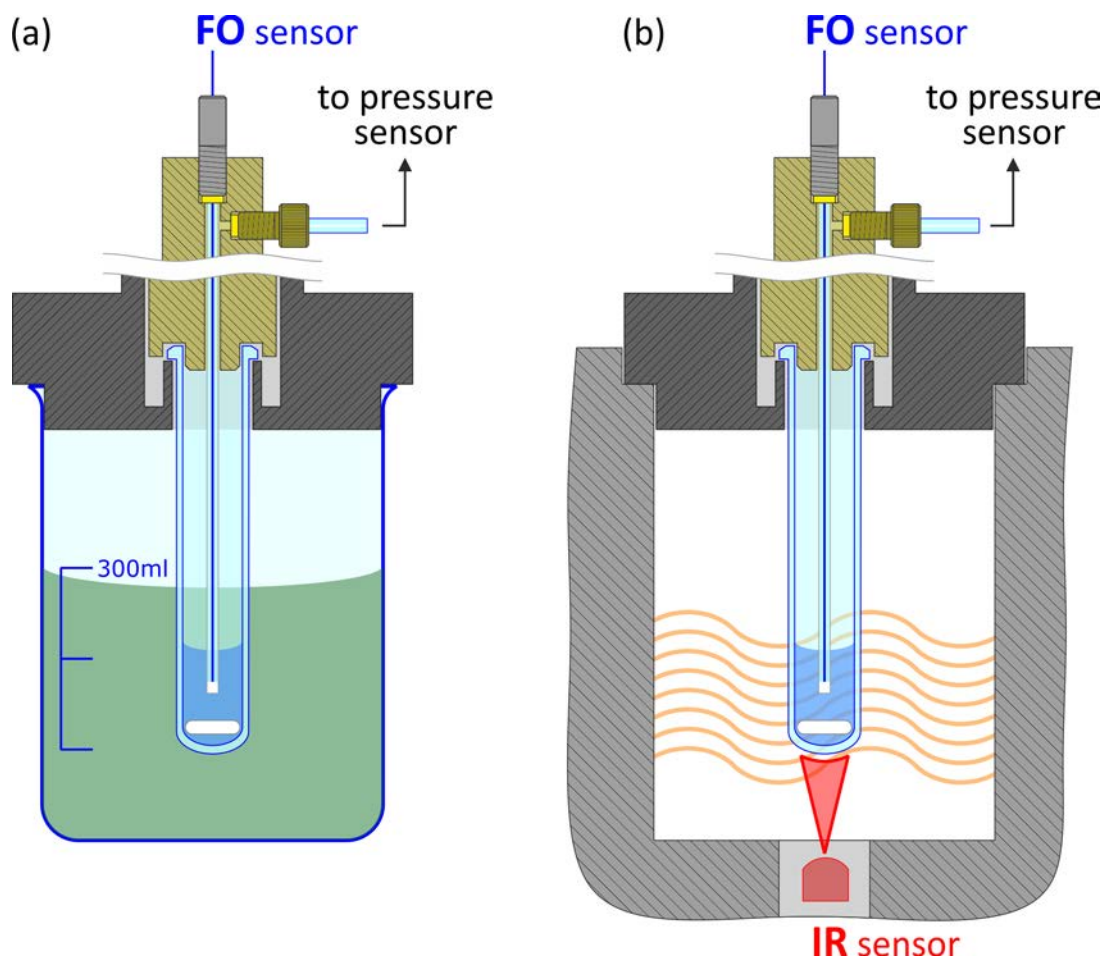 (a)
FO sensor
to pressure
sensor
300ml
(b)
FO sensor
to pressure
sensor
IR sensor